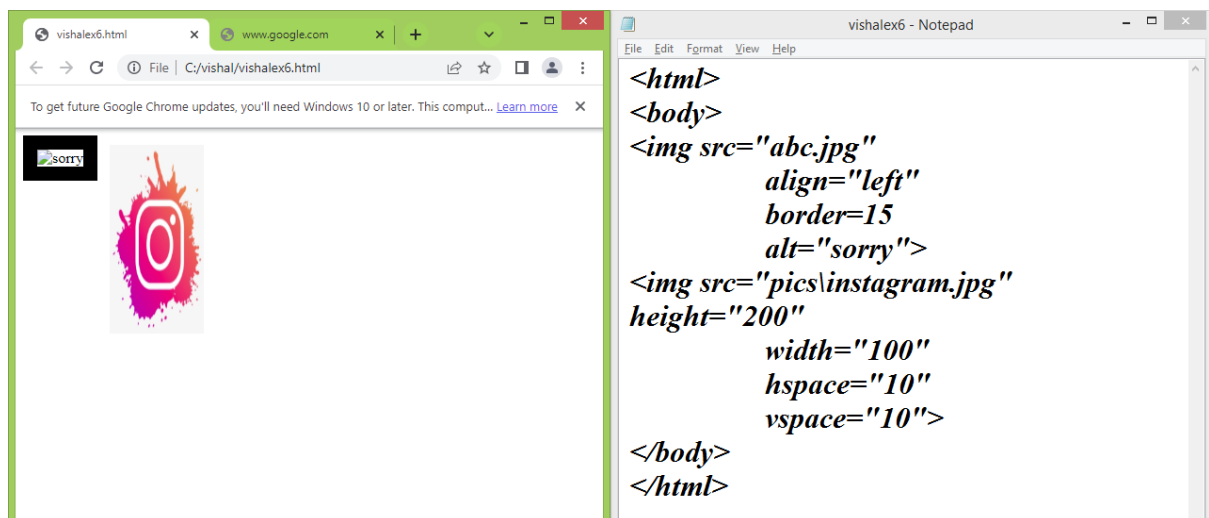 vishalex6.html
www.google.com
File
C:/vishal/vishalex6.html
To get future Google Chrome updates, you'll need Windows 10 or later. This comput... Learn more
sorry
vishalex6 - Notepad
File Edit Format View Help
<html>
<body>
<img src="abc.jpg"
align="left"
border=15
alt="sorry">
<img src="pics\instagram.jpg"
height="200"
width="100"
hspace="10"
vspace="10">
</body>
</html>